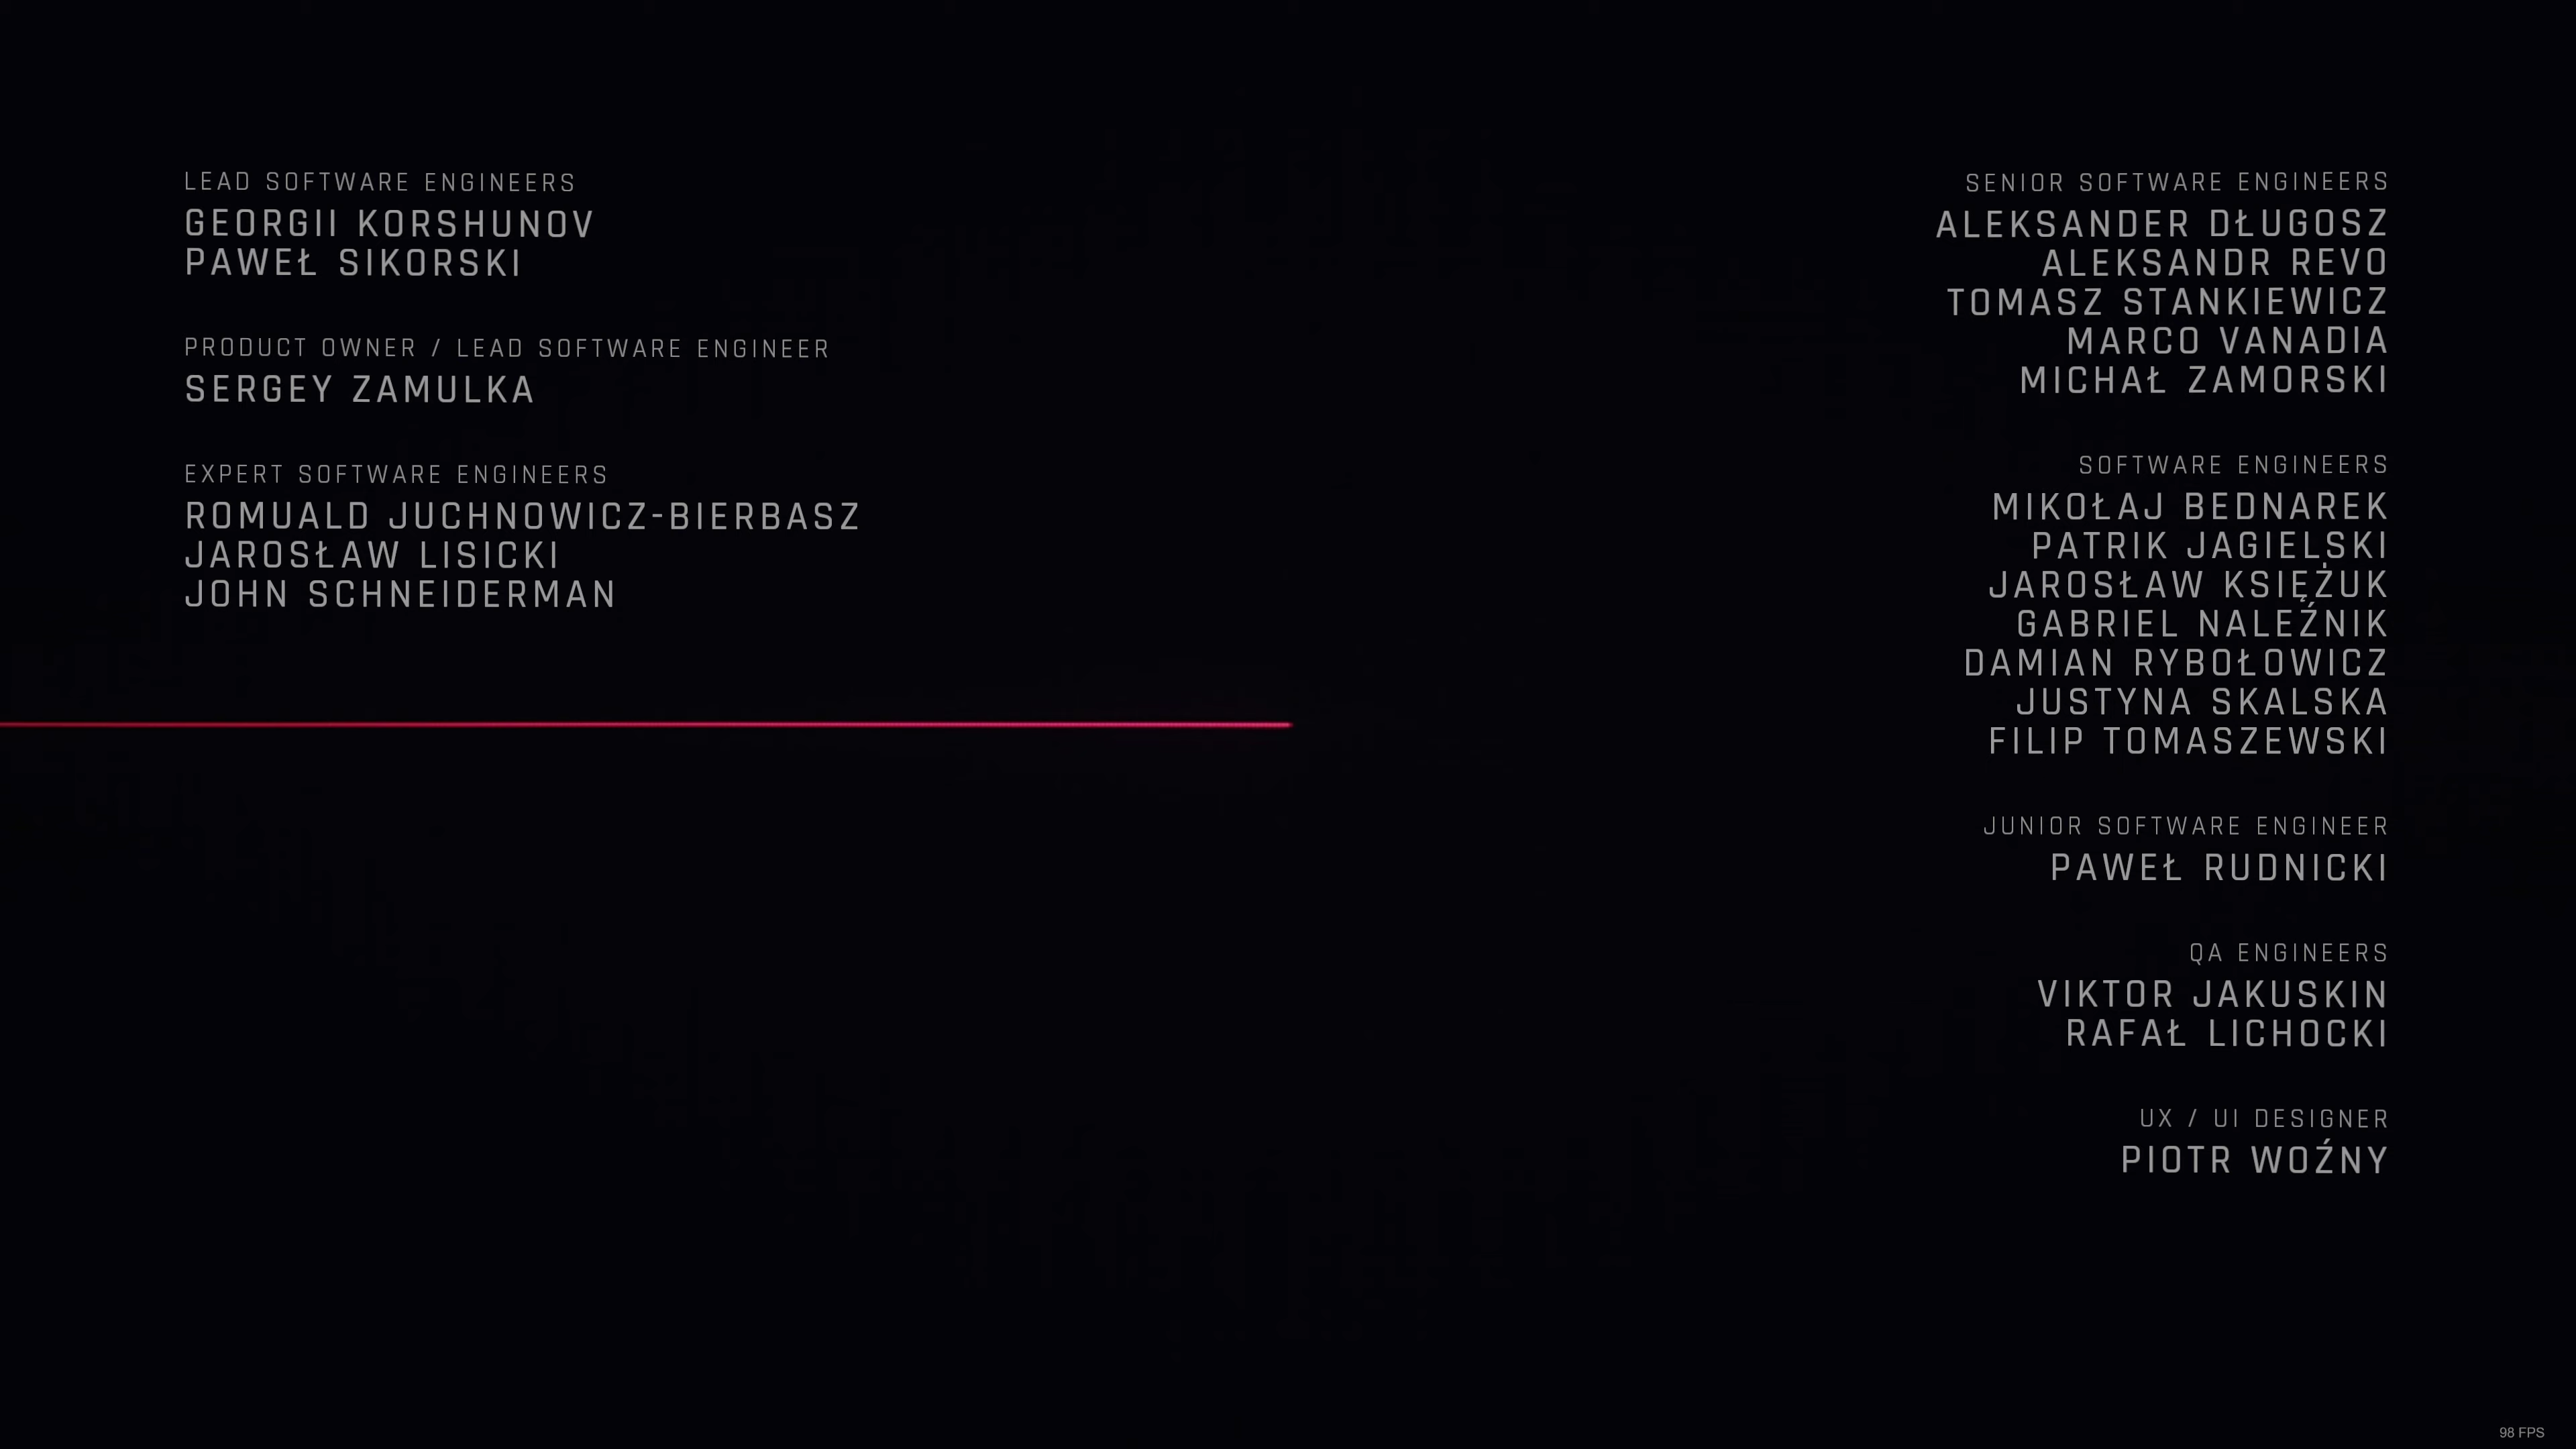 LEAD SOFTWARE ENGINEERS
GEORGII KORSHUNOV
PAWEŁ SIKORSKI
PRODUCT OWNER / LEAD SOFTWARE ENGINEER
SERGEY ZAMULKA
EXPERT SOFTWARE ENGINEERS
ROMUALD JUCHNOWICZ-BIERBASZ
JAROSŁAW LISICKI
JOHN SCHNEIDERMAN
SENIOR SOFTWARE ENGINEERS
ALEKSANDER DŁUGOSZ
ALEKSANDR REVO
TOMASZ STANKIEWICZ
MARCO VANADIA
MICHAŁ ZAMORSKI
SOFTWARE ENGINEERS
MIKOŁAJ BEDNAREK
PATRIK JAGIELSKI
JAROSŁAW KSIĘŻUK
GABRIEL NALEŹNIK
DAMIAN RYBOŁOWICZ
JUSTYNA SKALSKA
FILIP TOMASZEWSKI
JUNIOR SOFTWARE ENGINEER
PAWEŁ RUDNICKI
QA ENGINEERS
VIKTOR JAKUSKIN
RAFAŁ LICHOCKI
UX / UI DESIGNER
PIOTR WOŹNY
98 FPS